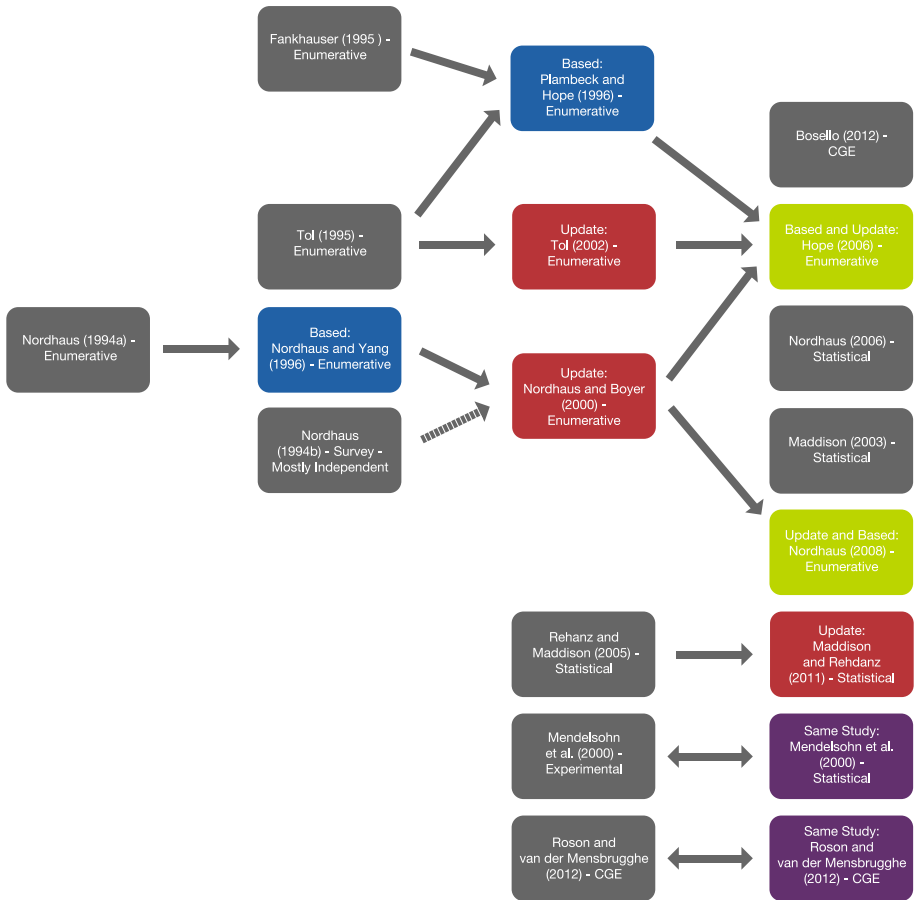 Fankhauser (1995 ) -
Enumerative
Based:
Plambeck and
Hope (1996) -
Enumerative
Bosello (2012) -
CGE
Tol (1995) -
Enumerative
Update:
Tol (2002) -
Enumerative
Based and Update:
Hope (2006) -
Enumerative
Nordhaus (1994a) -
Enumerative
Based:
Nordhaus and Yang
(1996) - Enumerative
Update:
Nordhaus and Boyer
(2000) -
Enumerative
Nordhaus (2006) -
Statistical
Nordhaus
(1994b) - Survey -
Mostly Independent
Maddison (2003) -
Statistical
Update and Based:
Nordhaus (2008) -
Enumerative
Rehanz and
Maddison (2005) -
Statistical
Update:
Maddison
and Rehdanz
(2011) - Statistical
Mendelsohn
et al. (2000) -
Experimental
Same Study:
Mendelsohn et al.
(2000) -
Statistical
Roson and
van der Mensbrugghe
(2012) - CGE
Same Study:
Roson and
van der Mensbrugghe
(2012) - CGE